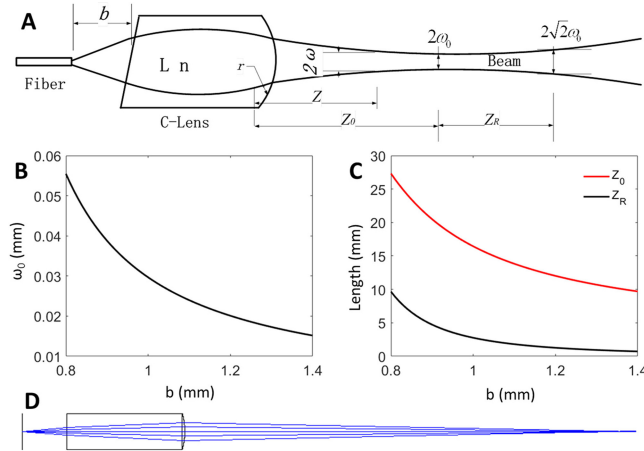 A
b
2ω₀
2√2ω₀
L n
r
2ω
Beam
Fiber
Z
C-Lens
Z₀
Z_R
B
0.06
0.05
0.04
0.03
0.02
0.01
ω₀ (mm)
0.8
1
1.2
1.4
b (mm)
C
30
25
20
15
10
5
0
Length (mm)
Z₀
Z_R
0.8
1
1.2
1.4
b (mm)
D